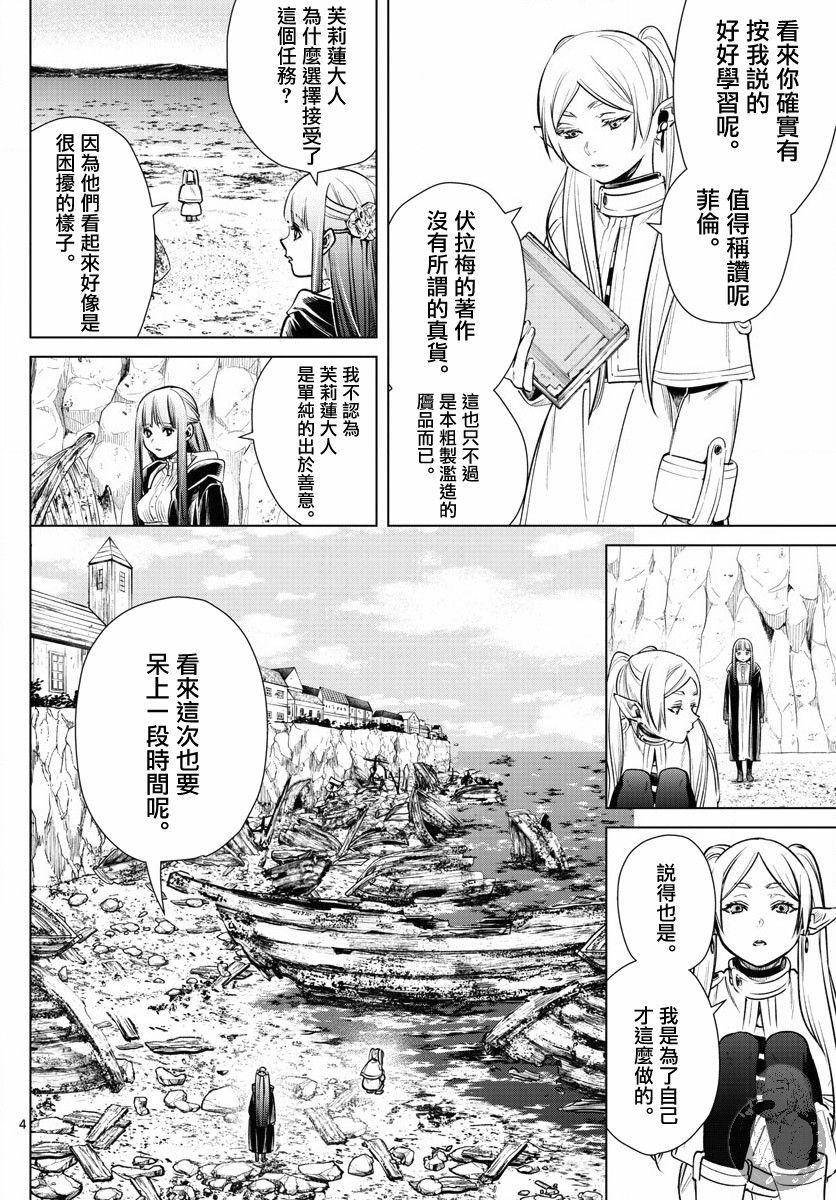 看來你確實有
按我說的
好好學習呢。
值得稱讚呢
菲倫。
伏拉梅的著作
沒有所謂的真貨。
這也只不過
是本粗製濫造的
贗品而已。
芙莉蓮大人
為什麼選擇接受了
這個任務？
因為他們看起來好像是
很困擾的樣子。
我不認為
芙莉蓮大人
是單純的出於善意。
說得也是。
我是為了自己
才這麼做的。
看來這次也要
呆上一段時間呢。
4